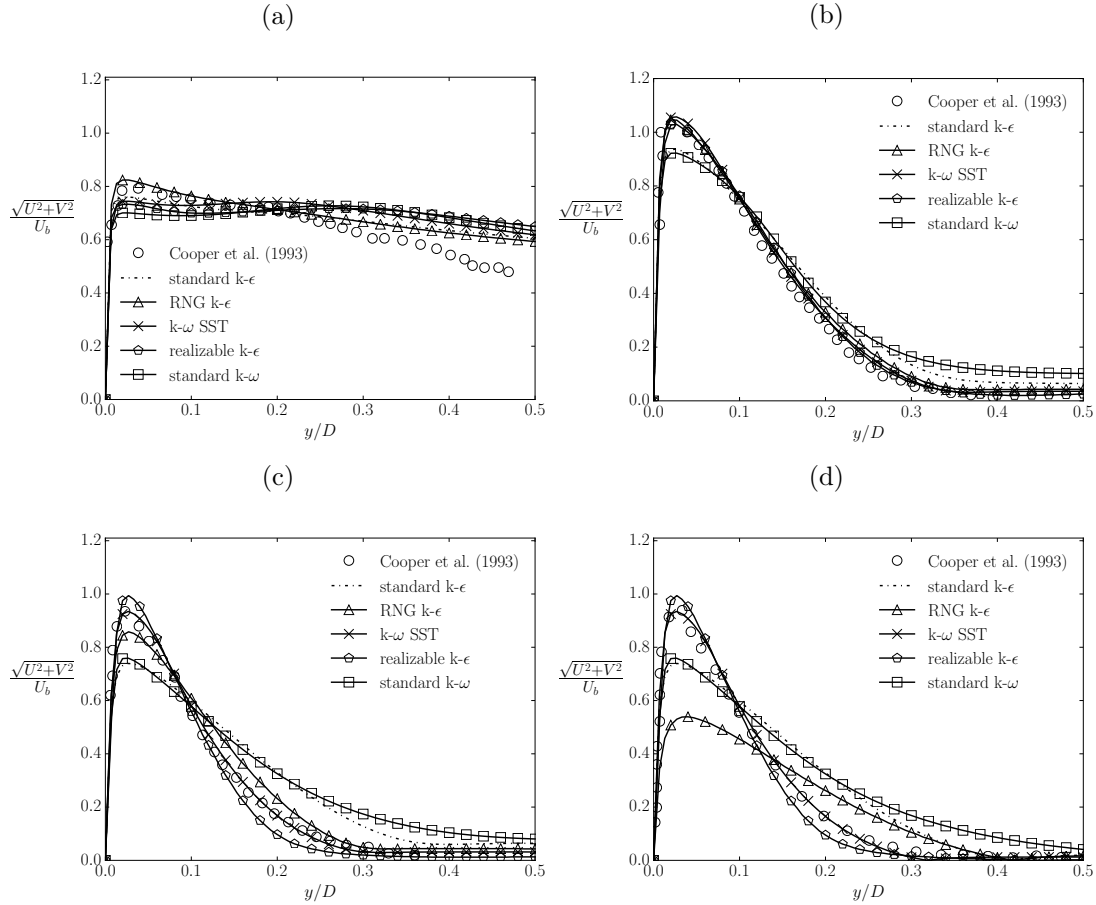 (a)
1.2
1.0
0.8
0.6
0.4
0.2
0.0
√U²+V²
U_b
Cooper et al. (1993)
standard k-ϵ
RNG k-ϵ
k-ω SST
realizable k-ϵ
standard k-ω
0.0 0.1 0.2 0.3 0.4 0.5
y/D
(b)
1.2
1.0
0.8
0.6
0.4
0.2
0.0
√U²+V²
U_b
Cooper et al. (1993)
standard k-ϵ
RNG k-ϵ
k-ω SST
realizable k-ϵ
standard k-ω
0.0 0.1 0.2 0.3 0.4 0.5
y/D
(c)
1.2
1.0
0.8
0.6
0.4
0.2
0.0
√U²+V²
U_b
Cooper et al. (1993)
standard k-ϵ
RNG k-ϵ
k-ω SST
realizable k-ϵ
standard k-ω
0.0 0.1 0.2 0.3 0.4 0.5
y/D
(d)
1.2
1.0
0.8
0.6
0.4
0.2
0.0
√U²+V²
U_b
Cooper et al. (1993)
standard k-ϵ
RNG k-ϵ
k-ω SST
realizable k-ϵ
standard k-ω
0.0 0.1 0.2 0.3 0.4 0.5
y/D